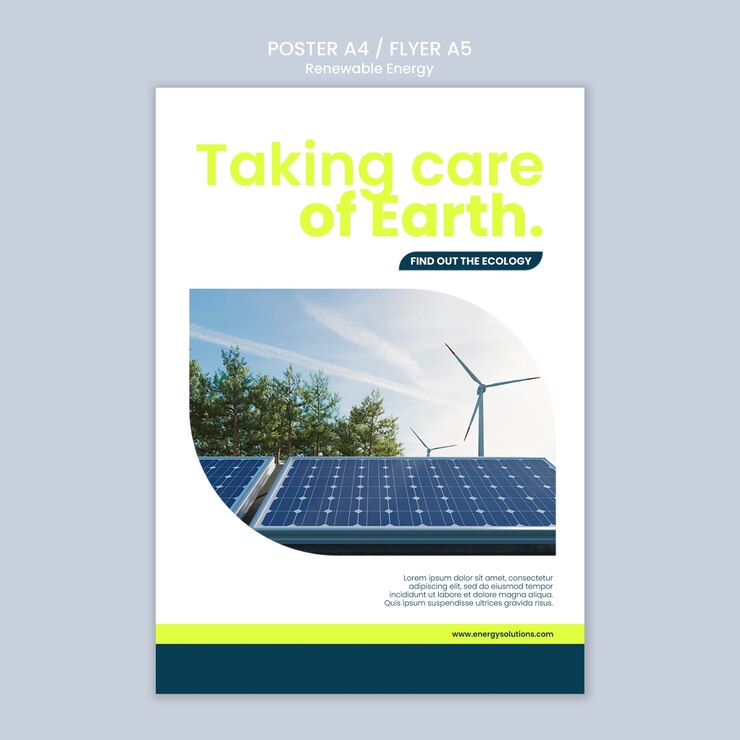 POSTER A4 / FLYER A5
Renewable Energy
Taking care
of Earth.
FIND OUT THE ECOLOGY
Lorem ipsum dolor sit amet, consectetur
adipiscing elit, sed do eiusmod tempor
incididunt ut labore et dolore magna aliqua.
Quis ipsum suspendisse ultrices gravida risus.
www.energysolutions.com